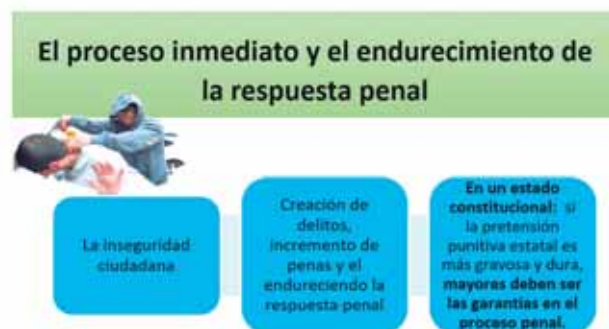 El proceso inmediato y el endurecimiento de
la respuesta penal
La inseguridad
ciudadana
Creación de
delitos,
incremento de
penas y el
endureciendo la
respuesta penal
En un estado
constitucional: si
la pretensión
punitiva estatal es
más gravosa y dura,
mayores deben ser
las garantías en el
proceso penal.